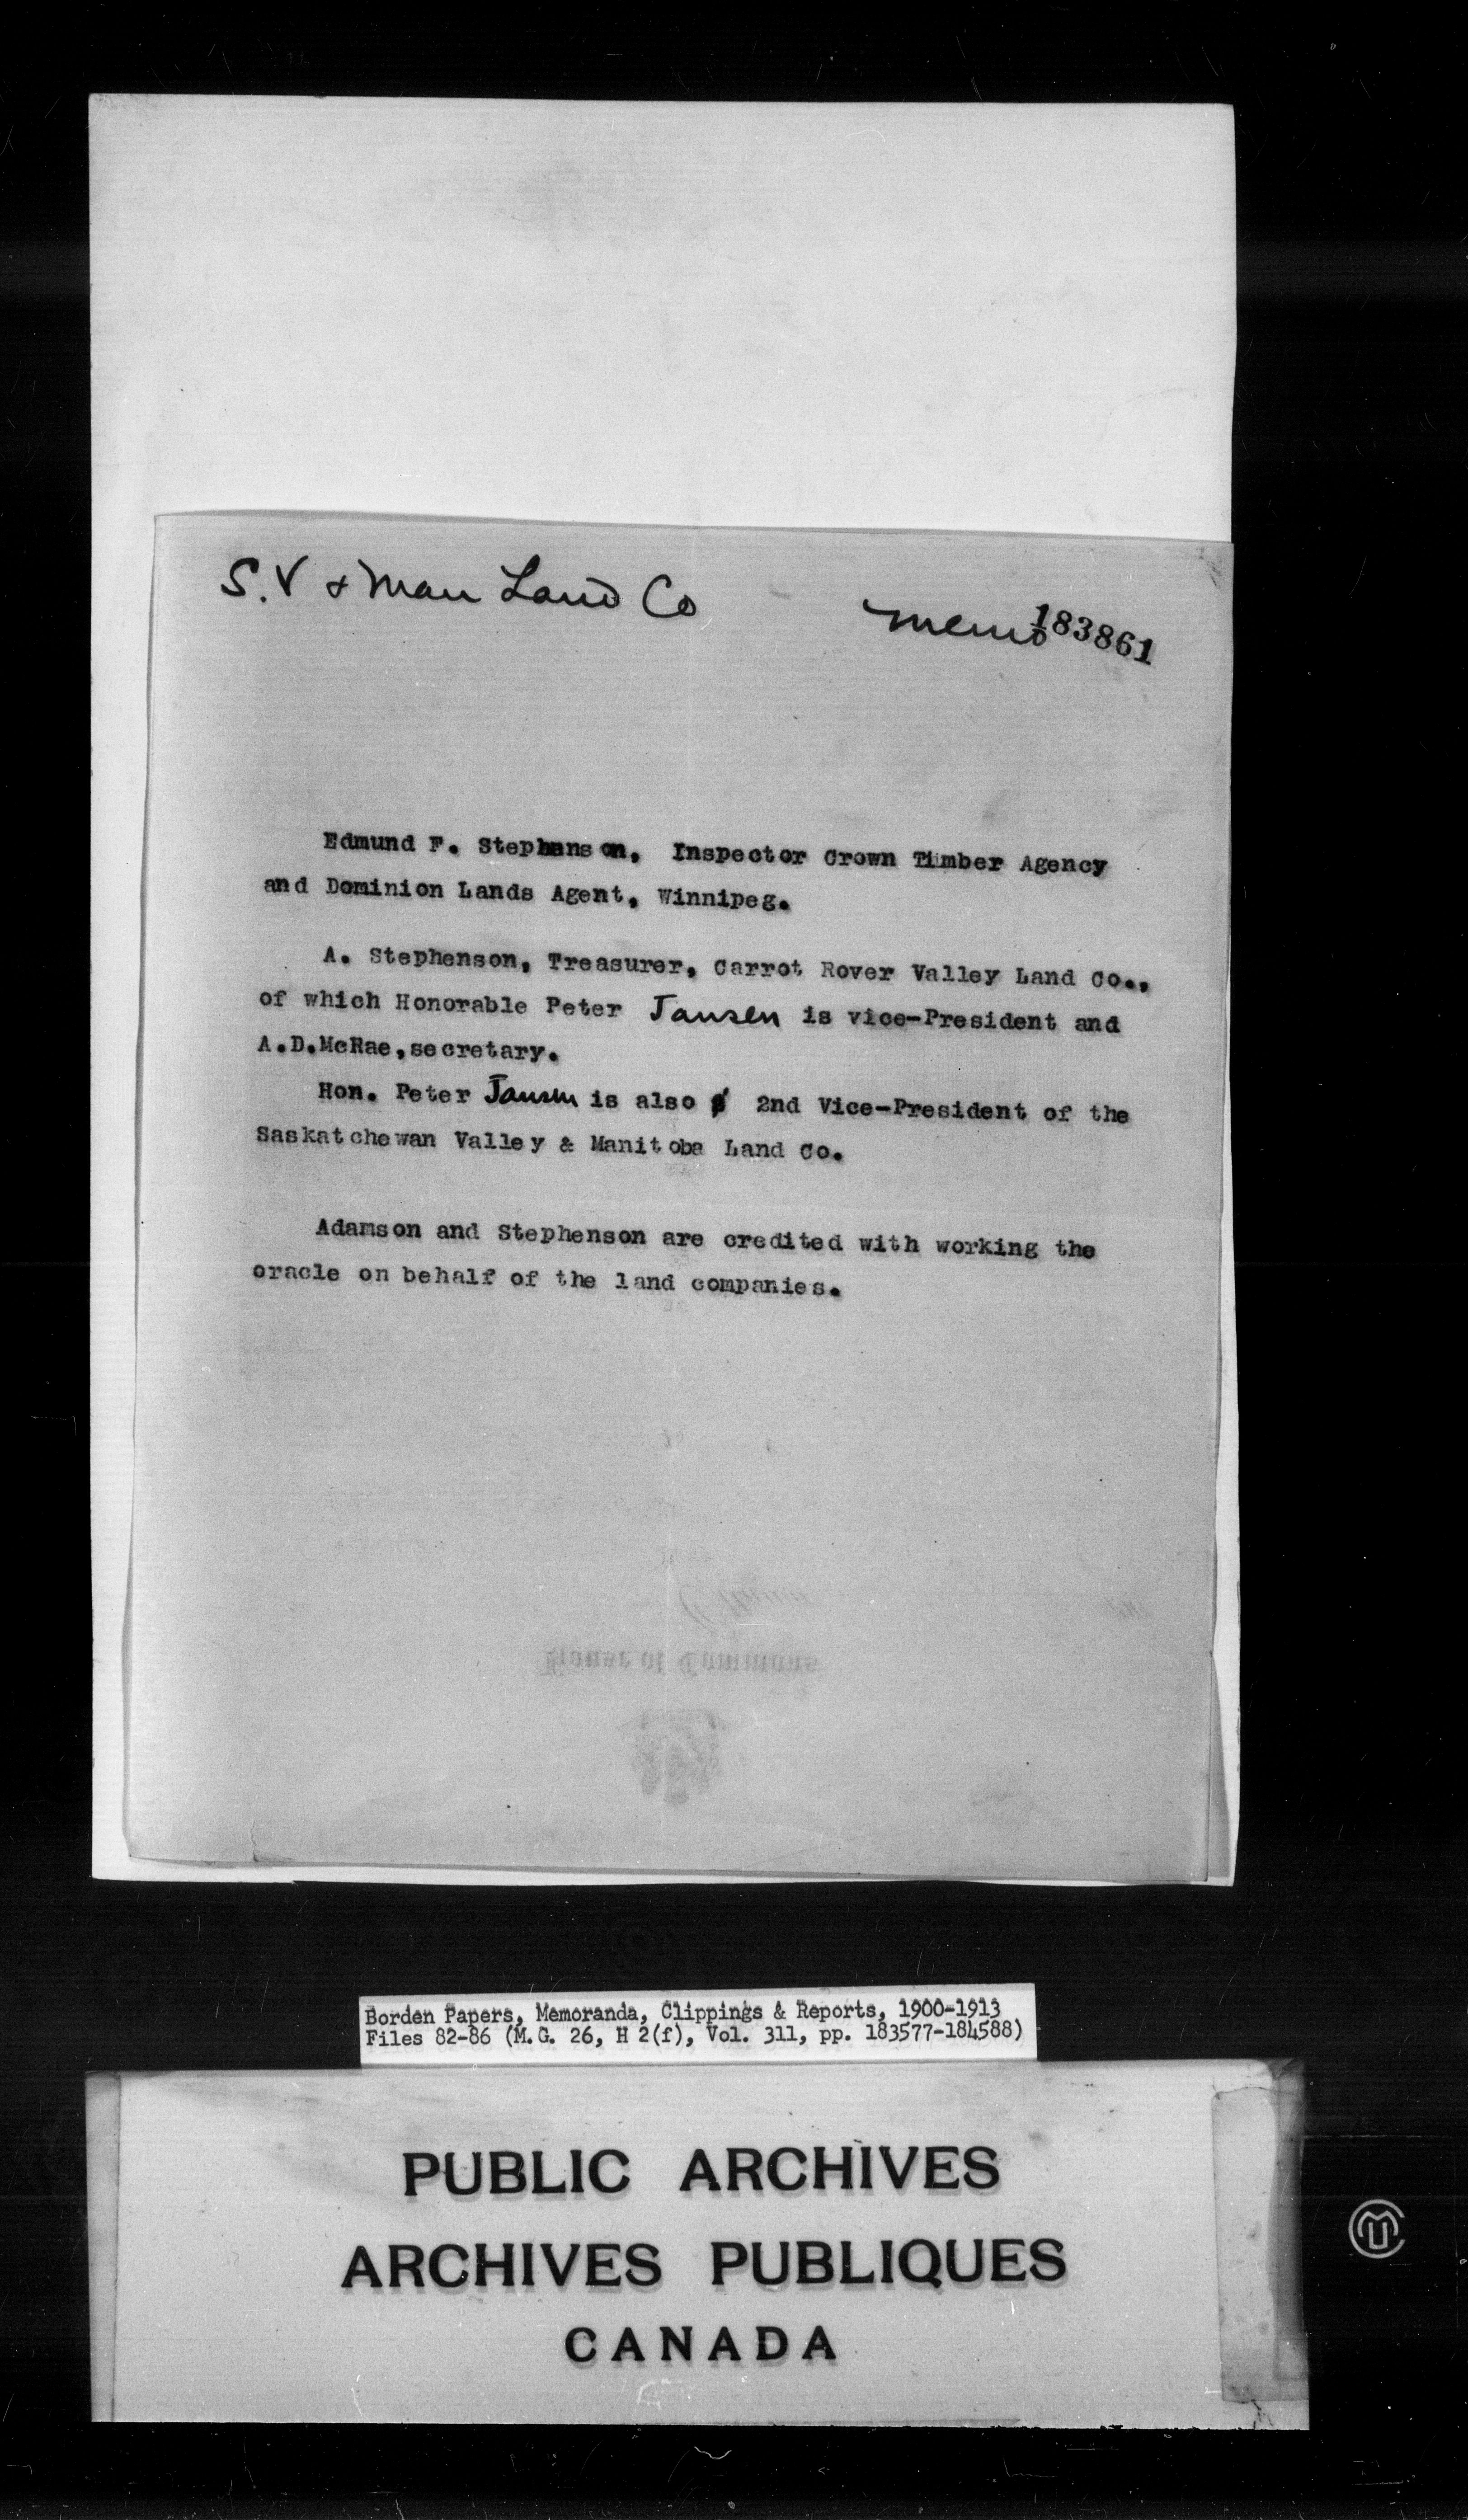 S.V & Man Land Co
memo 183861
Edmund F. Stephenson, Inspector Crown Timber Agency
and Dominion Lands Agent, Winnipeg.
A. Stephenson, Treasurer, Carrot Rover Valley Land Co.,
of which Honorable Peter Jansen is vice-President and
A.D.McRae,secretary.
Hon. Peter Jansen is also 2nd Vice-President of the
Saskatchewan Valley & Manitoba Land Co.
Adamson and Stephenson are credited with working the
oracle on behalf of the land companies.
House of Commons
Borden Papers, Memoranda, Clippings & Reports, 1900-1913
Files 82-86 (M.G. 26, H 2(f), Vol. 311, pp. 183577-184588)
PUBLIC ARCHIVES
ARCHIVES PUBLIQUES
CANADA